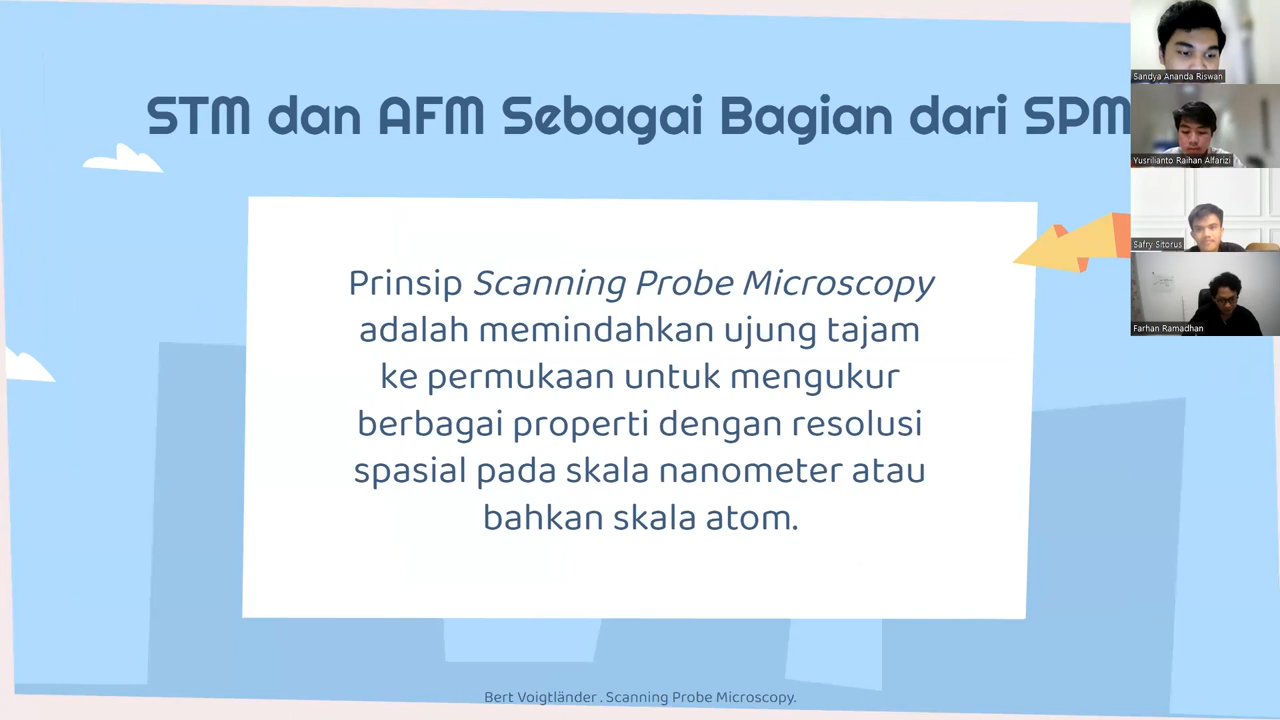 STM dan AFM Sebagai Bagian dari SPM
Prinsip Scanning Probe Microscopy
adalah memindahkan ujung tajam
ke permukaan untuk mengukur
berbagai properti dengan resolusi
spasial pada skala nanometer atau
bahkan skala atom.
Bert Voigtländer . Scanning Probe Microscopy.
Sandya Ananda Riswan
Yusrilianto Raihan Alfarizi
Safry Sitorus
Farhan Ramadhan